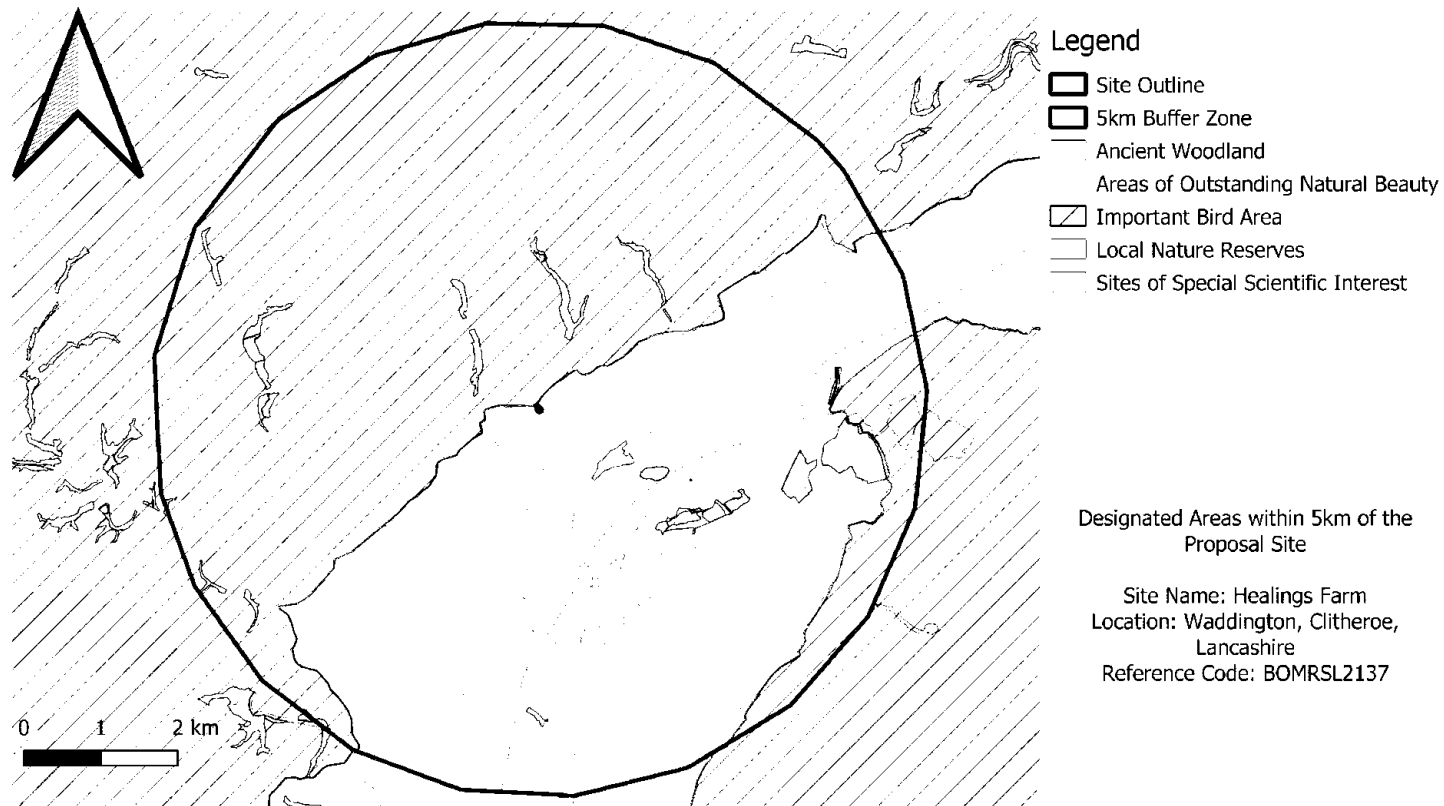 Legend
Site Outline
5km Buffer Zone
Ancient Woodland
Areas of Outstanding Natural Beauty
Important Bird Area
Local Nature Reserves
Sites of Special Scientific Interest
Designated Areas within 5km of the
Proposal Site
Site Name: Healings Farm
Location: Waddington, Clitheroe,
Lancashire
Reference Code: BOMRSL2137
0 1 2 km